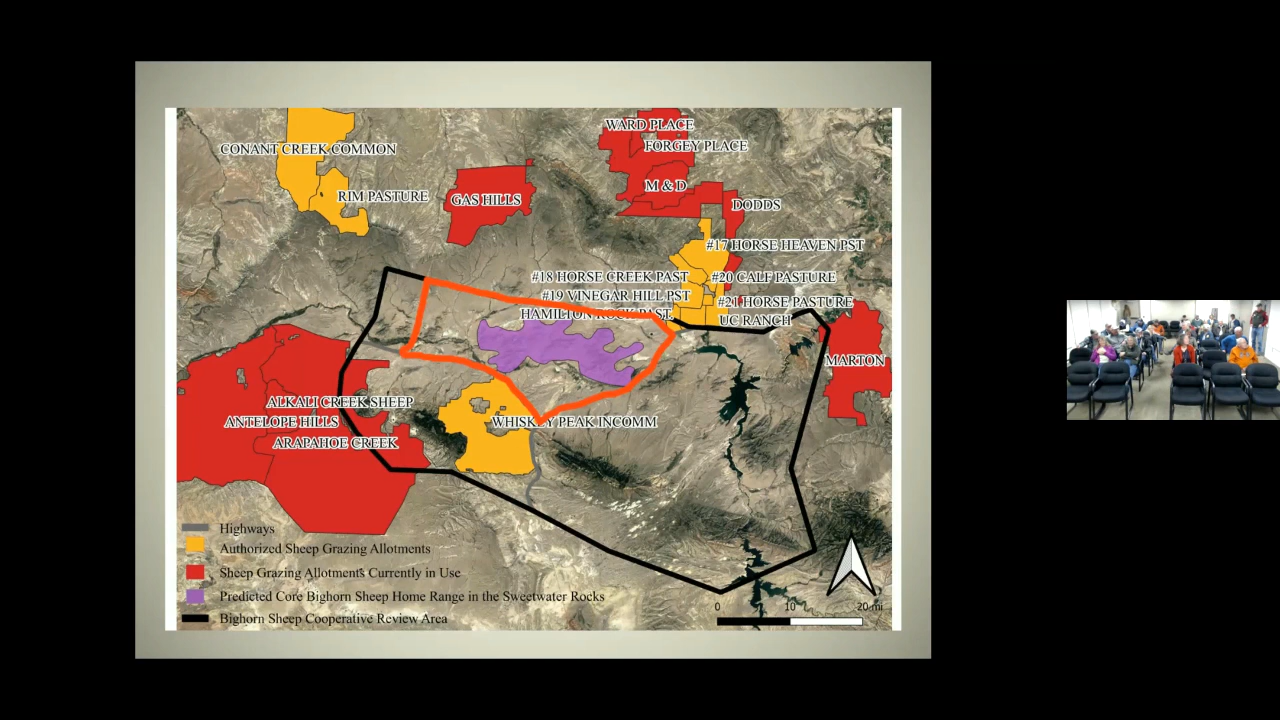 WARD PLACE
CONANT CREEK COMMON
FORGEY PLACE
M & D
RIM PASTURE
GAS HILLS
DODDS
#17 HORSE HEAVEN PST
#18 HORSE CREEK PAST
#20 CALF PASTURE
#19 VINEGAR HILL PST
#21 HORSE PASTURE
HAMILTON ROCK PAST.
UC RANCH
MARTON
ALKALI CREEK SHEEP
ANTELOPE HILLS
WHISKEY PEAK INCOMM
ARAPAHOE CREEK
Highways
Authorized Sheep Grazing Allotments
Sheep Grazing Allotments Currently in Use
Predicted Core Bighorn Sheep Home Range in the Sweetwater Rocks
Bighorn Sheep Cooperative Review Area
0 10 20 mi